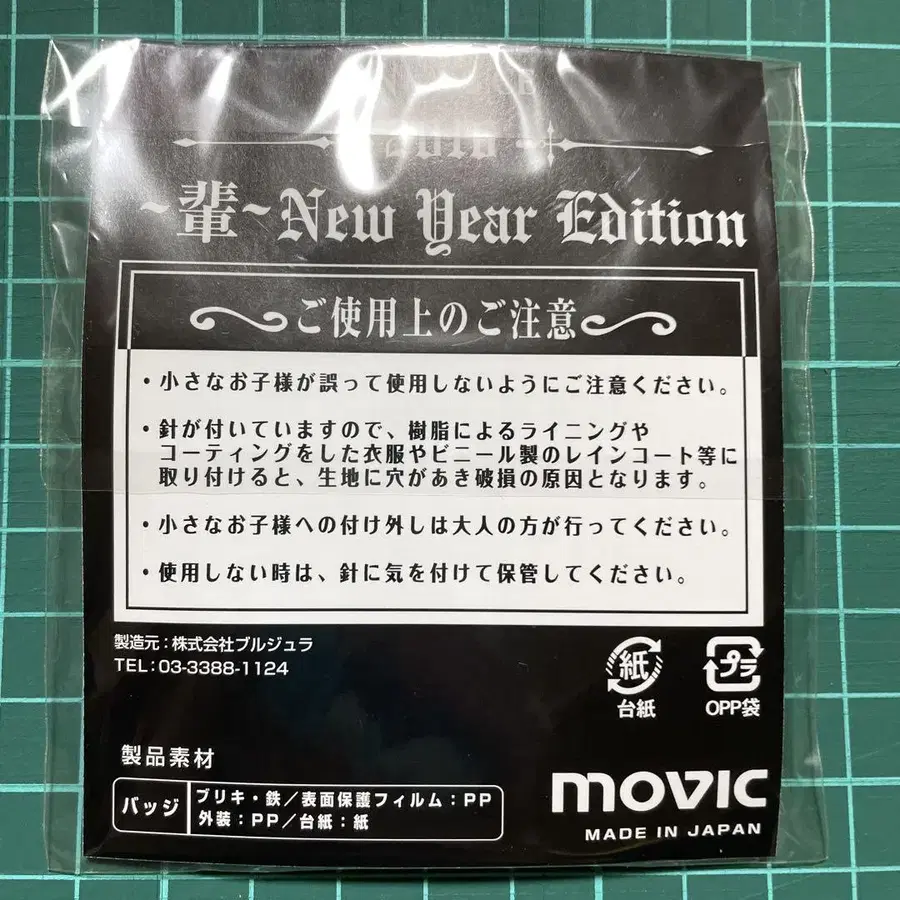 2016
~輩~New Year Edition
ご使用上のご注意
・小さなお子様が誤って使用しないようにご注意ください。
・針が付いていますので、樹脂によるライニングや
コーティングをした衣服やビニール製のレインコート等に
取り付けると、生地に穴があき破損の原因となります。
・小さなお子様への付け外しは大人の方が行ってください。
・使用しない時は、針に気を付けて保管してください。
製造元:株式会社ブルジュラ
TEL:03-3388-1124
紙
台紙
プラ
OPP袋
製品素材
バッジ
ブリキ・鉄/表面保護フィルム:PP
外装:PP/台紙:紙
movic
MADE IN JAPAN